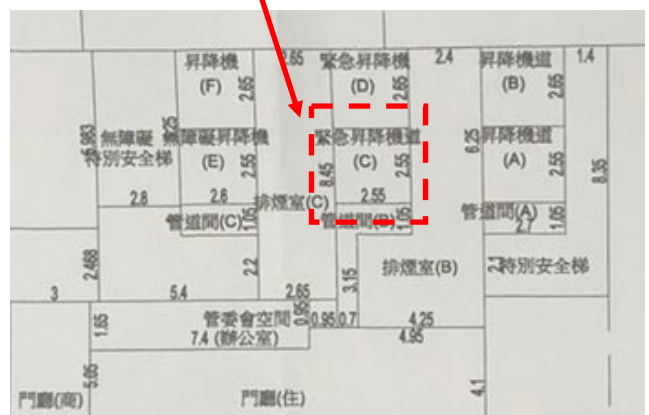 昇降機
(F)
2.65
2.65
緊急昇降機
(D)
2.65
2.4
昇降機道
(B)
2.65
1.4
無障礙
特別安全梯
2.8
6.25
無障礙昇降機
(E)
2.55
2.6
緊急昇降機道
(C)
2.55
2.55
8.45
6.25
昇降機道
(A)
2.55
8.35
排煙室(C)
管道間(C)
1.05
管道間(B)
1.05
管道間(A)
2.7
1.05
2.468
2.2
3.15
排煙室(B)
2.1
特別安全梯
3
5.4
2.65
1.65
管委會空間
7.4 (辦公室)
0.95
0.95
0.7
4.25
4.95
5.05
4.1
門廳(商)
門廳(住)